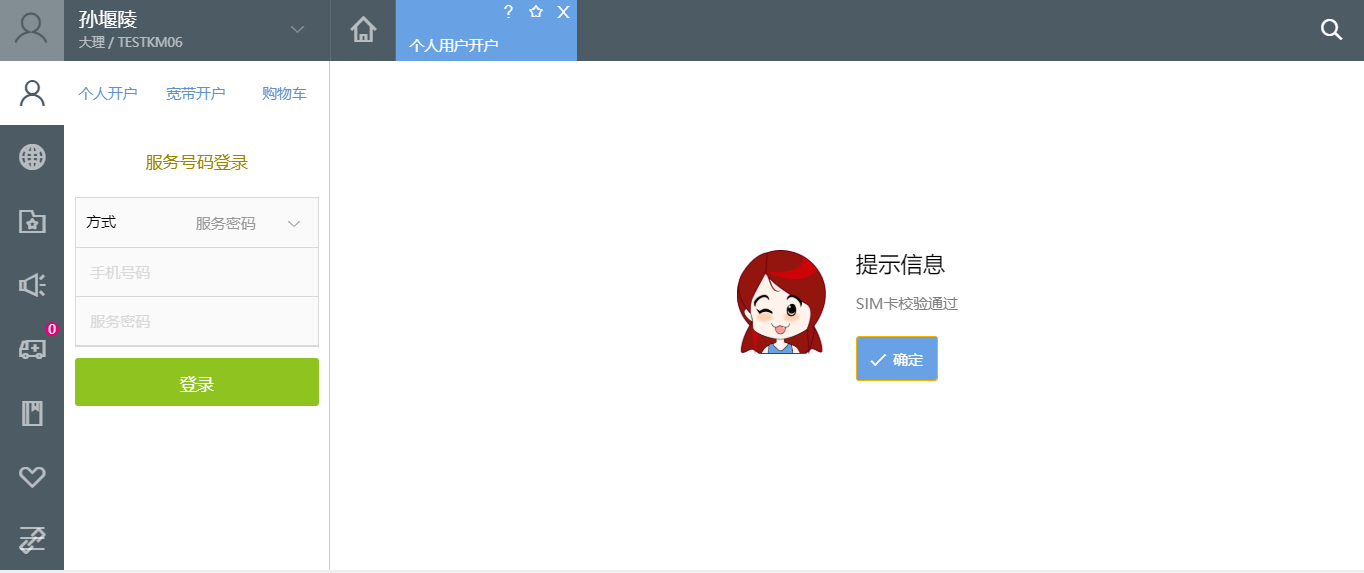 孙堰陵
大理 / TESTKM06
?
X
个人用户开户
个人开户 宽带开户 购物车
服务号码登录
方式 服务密码
手机号码
服务密码
登录
0
提示信息
SIM卡校验通过
确定